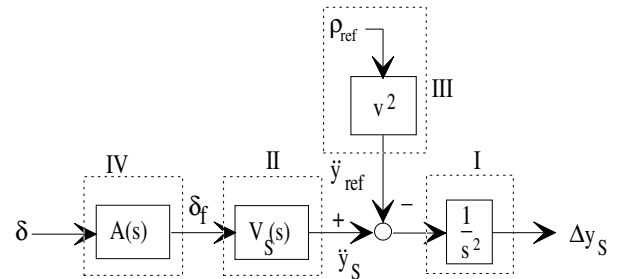 ρref
v²
III
IV
II
ÿref
I
δ
A(s)
δf
VS(s)
+
−
ÿS
1/s²
ΔyS